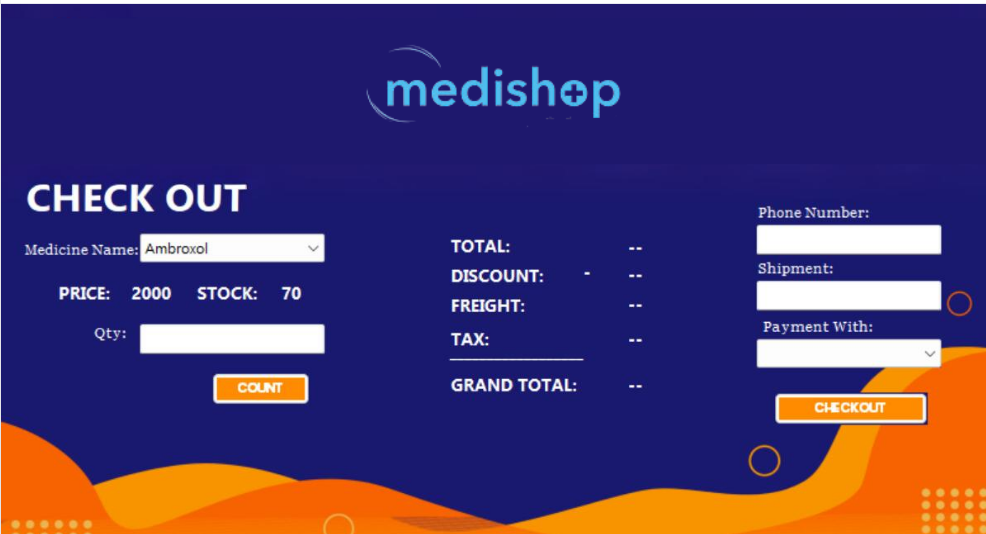 medishop
CHECK OUT
Medicine Name: Ambroxol
PRICE: 2000 STOCK: 70
Qty:
COUNT
TOTAL: --
DISCOUNT: - --
FREIGHT: --
TAX: --
GRAND TOTAL: --
Phone Number:
Shipment:
Payment With:
CHECKOUT